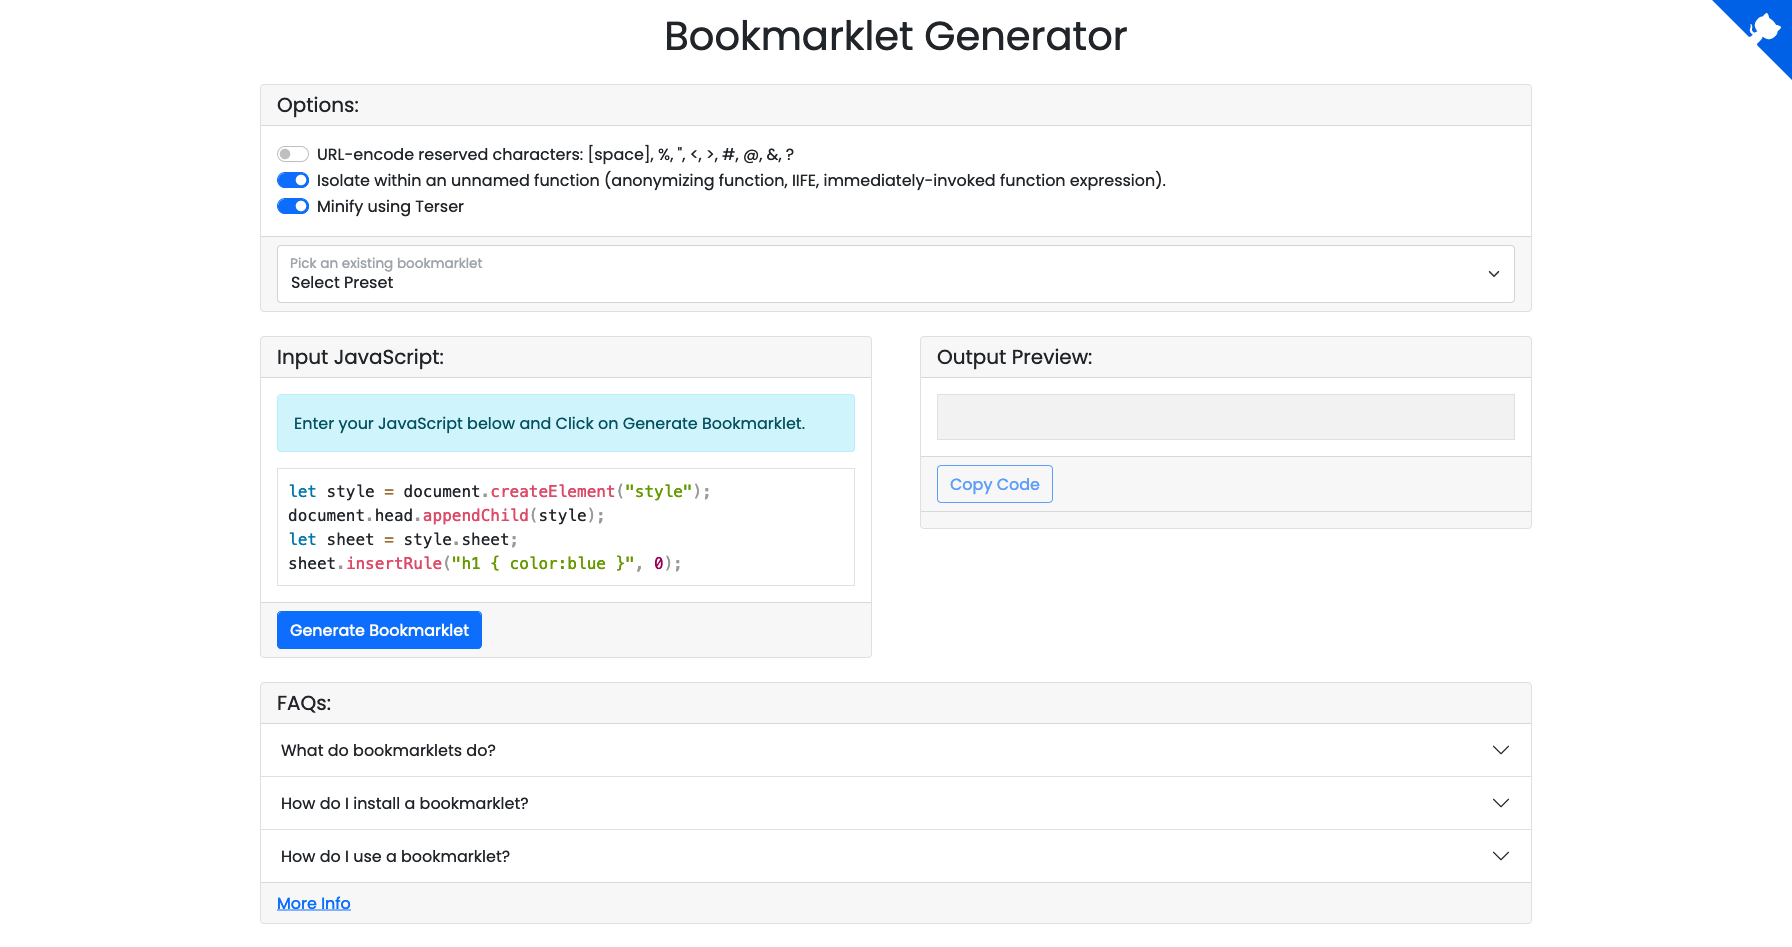 Bookmarklet Generator
Options:
URL-encode reserved characters: [space], %, ", <, >, #, @, &, ?
Isolate within an unnamed function (anonymizing function, IIFE, immediately-invoked function expression).
Minify using Terser
Pick an existing bookmarklet
Select Preset
Input JavaScript:
Enter your JavaScript below and Click on Generate Bookmarklet.
let style = document.createElement("style");
document.head.appendChild(style);
let sheet = style.sheet;
sheet.insertRule("h1 { color:blue }", 0);
Generate Bookmarklet
Output Preview:
Copy Code
FAQs:
What do bookmarklets do?
How do I install a bookmarklet?
How do I use a bookmarklet?
More Info